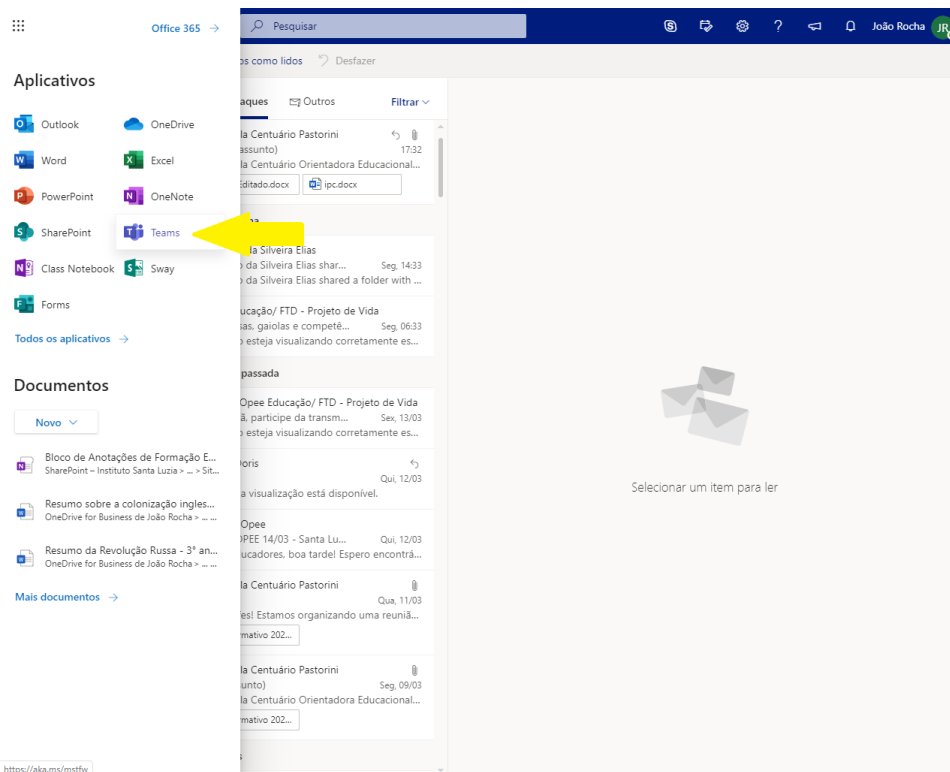 Office 365 →
Pesquisar
João Rocha
JR
os como lidos
Desfazer
Aplicativos
Outlook
OneDrive
Word
Excel
PowerPoint
OneNote
SharePoint
Teams
Class Notebook
Sway
Forms
Todos os aplicativos →
Documentos
Novo
Bloco de Anotações de Formação E...
SharePoint – Instituto Santa Luzia > ... > Sit...
Resumo sobre a colonização ingles...
OneDrive for Business de João Rocha > ... ...
Resumo da Revolução Russa - 3° an...
OneDrive for Business de João Rocha > ... ...
Mais documentos →
https://aka.ms/mstfw
aques
Outros
Filtrar
la Centuário Pastorini
assunto) 17:32
la Centuário Orientadora Educacional...
Editado.docx
ipc.docx
da Silveira Elias
o da Silveira Elias shar... Seg, 14:33
o da Silveira Elias shared a folder with ...
ucação/ FTD - Projeto de Vida
sas, gaiolas e competê... Seg, 06:33
o esteja visualizando corretamente es...
passada
Opee Educação/ FTD - Projeto de Vida
ã, participe da transm... Sex, 13/03
o esteja visualizando corretamente es...
Doris
Qui, 12/03
a visualização está disponível.
Opee
OPEE 14/03 - Santa Lu... Qui, 12/03
ucadores, boa tarde! Espero encontrá...
la Centuário Pastorini
Qua, 11/03
fes! Estamos organizando uma reuniã...
rmativo 202...
la Centuário Pastorini
unto) Seg, 09/03
la Centuário Orientadora Educacional...
rmativo 202...
Selecionar um item para ler